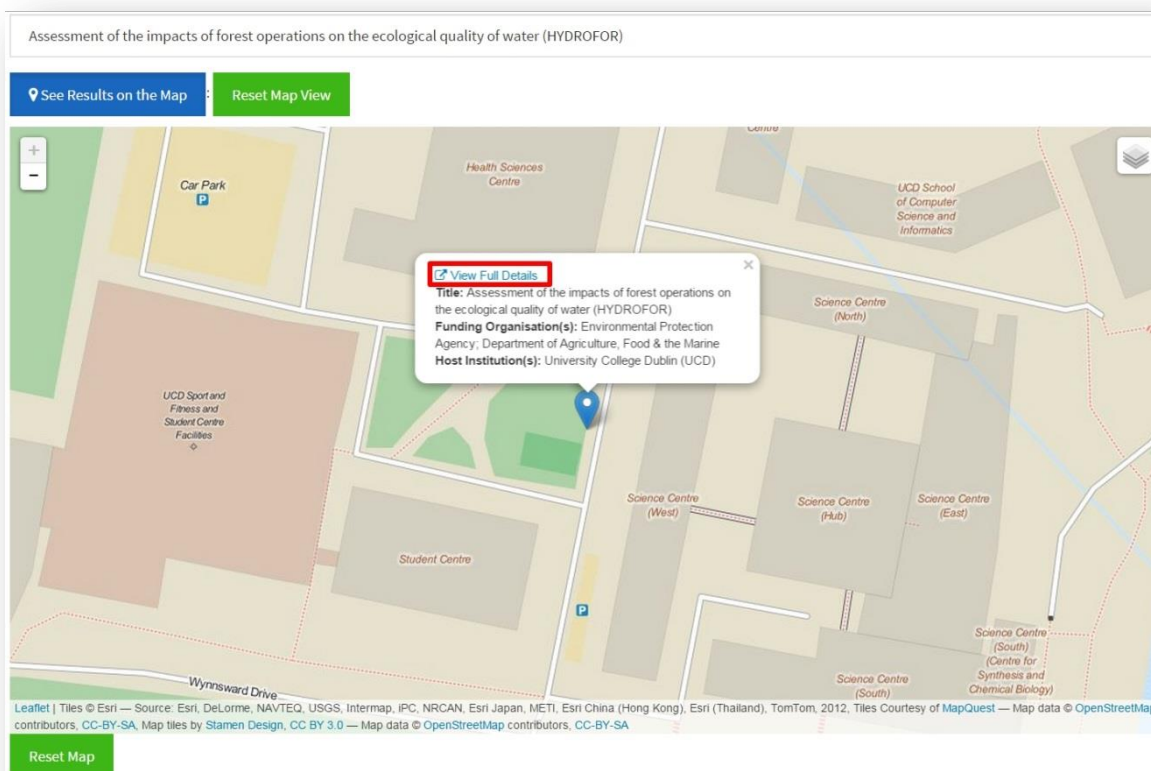 Assessment of the impacts of forest operations on the ecological quality of water (HYDROFOR)
See Results on the Map : Reset Map View
+
−
Car Park
P
Health Sciences
Centre
Centre
UCD School
of Computer
Science and
Informatics
View Full Details
×
Title: Assessment of the impacts of forest operations on
the ecological quality of water (HYDROFOR)
Funding Organisation(s): Environmental Protection
Agency; Department of Agriculture, Food & the Marine
Host Institution(s): University College Dublin (UCD)
Science Centre
(North)
UCD Sport and
Fitness and
Student Centre
Facilities
Science Centre
(West)
Science Centre
(Hub)
Science Centre
(East)
Student Centre
P
Science Centre
(South)
(Centre for
Synthesis and
Chemical Biology)
Science Centre
(South)
Wynnsward Drive
Leaflet | Tiles © Esri — Source: Esri, DeLorme, NAVTEQ, USGS, Intermap, iPC, NRCAN, Esri Japan, METI, Esri China (Hong Kong), Esri (Thailand), TomTom, 2012, Tiles Courtesy of MapQuest — Map data © OpenStreetMap
contributors, CC-BY-SA, Map tiles by Stamen Design, CC BY 3.0 — Map data © OpenStreetMap contributors, CC-BY-SA
Reset Map